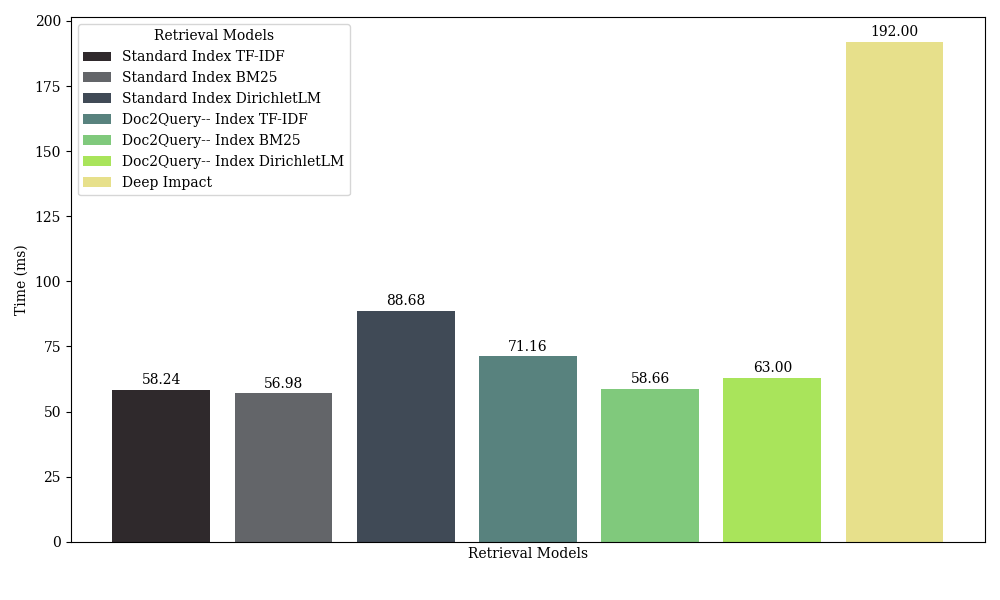 Retrieval Models
Standard Index TF-IDF
Standard Index BM25
Standard Index DirichletLM
Doc2Query-- Index TF-IDF
Doc2Query-- Index BM25
Doc2Query-- Index DirichletLM
Deep Impact
Time (ms)
200
175
150
125
100
75
50
25
0
58.24
56.98
88.68
71.16
58.66
63.00
192.00
Retrieval Models